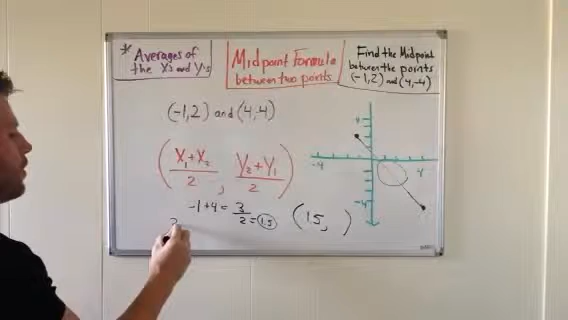 * Averages of
the X's and Y's
Midpoint Formula
between two points
Find the Midpoint
between the points
(-1,2) and (4,-4)
(-1,2) and (4,-4)
(X₁+X₂/2, Y₂+Y₁/2)
-1+4= 3/2=1.5
(1.5, )
2
4
-4
4
-4